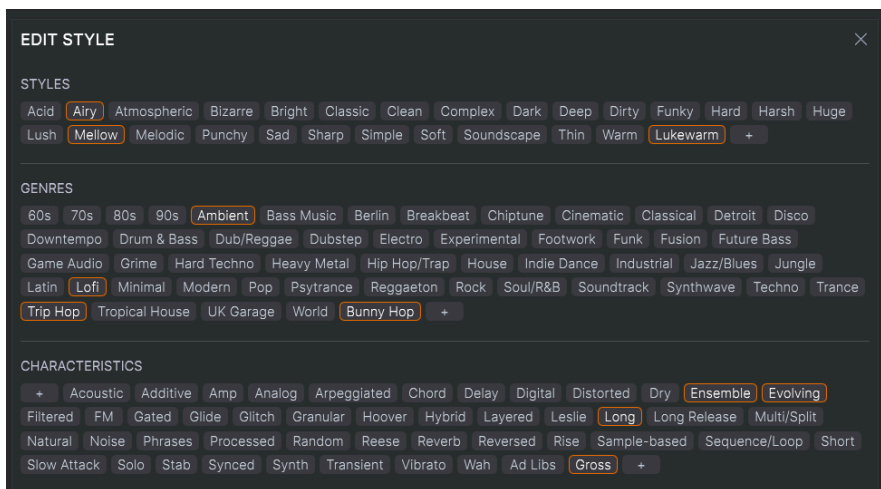 EDIT STYLE
STYLES
Acid Airy Atmospheric Bizarre Bright Classic Clean Complex Dark Deep Dirty Funky Hard Harsh Huge
Lush Mellow Melodic Punchy Sad Sharp Simple Soft Soundscape Thin Warm Lukewarm +
GENRES
60s 70s 80s 90s Ambient Bass Music Berlin Breakbeat Chiptune Cinematic Classical Detroit Disco
Downtempo Drum & Bass Dub/Reggae Dubstep Electro Experimental Footwork Funk Fusion Future Bass
Game Audio Grime Hard Techno Heavy Metal Hip Hop/Trap House Indie Dance Industrial Jazz/Blues Jungle
Latin Lofi Minimal Modern Pop Psytrance Reggaeton Rock Soul/R&B Soundtrack Synthwave Techno Trance
Trip Hop Tropical House UK Garage World Bunny Hop +
CHARACTERISTICS
+ Acoustic Additive Amp Analog Arpeggiated Chord Delay Digital Distorted Dry Ensemble Evolving
Filtered FM Gated Glide Glitch Granular Hoover Hybrid Layered Leslie Long Long Release Multi/Split
Natural Noise Phrases Processed Random Reese Reverb Reversed Rise Sample-based Sequence/Loop Short
Slow Attack Solo Stab Synced Synth Transient Vibrato Wah Ad Libs Gross +